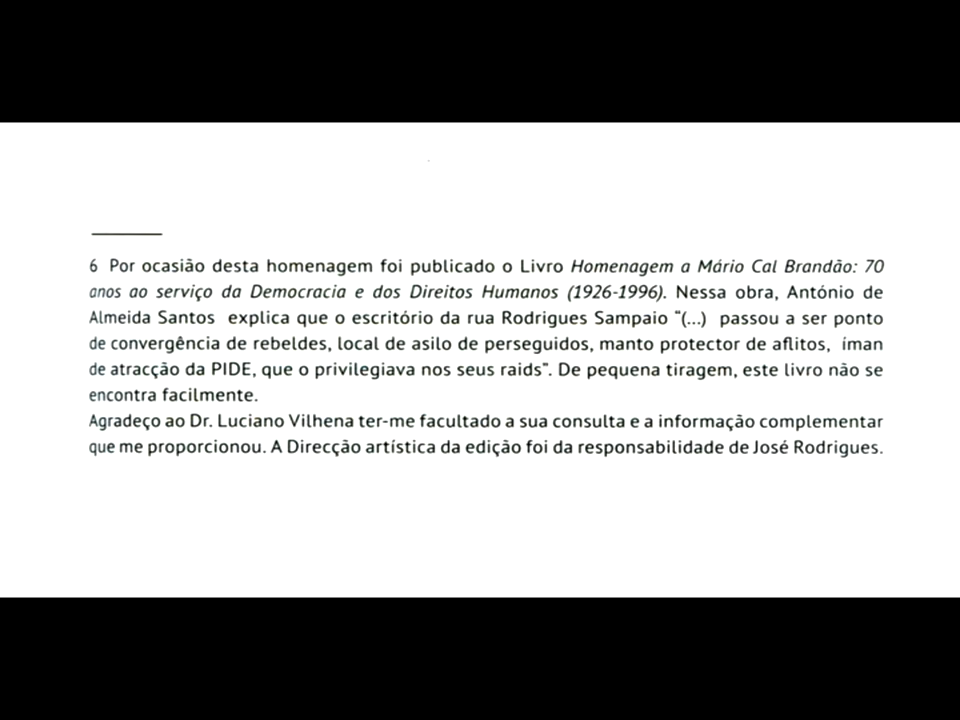 6 Por ocasião desta homenagem foi publicado o Livro Homenagem a Mário Cal Brandão: 70
anos ao serviço da Democracia e dos Direitos Humanos (1926-1996). Nessa obra, António de
Almeida Santos explica que o escritório da rua Rodrigues Sampaio "(...) passou a ser ponto
de convergência de rebeldes, local de asilo de perseguidos, manto protector de aflitos, íman
de atracção da PIDE, que o privilegiava nos seus raids". De pequena tiragem, este livro não se
encontra facilmente.
Agradeço ao Dr. Luciano Vilhena ter-me facultado a sua consulta e a informação complementar
que me proporcionou. A Direcção artística da edição foi da responsabilidade de José Rodrigues.